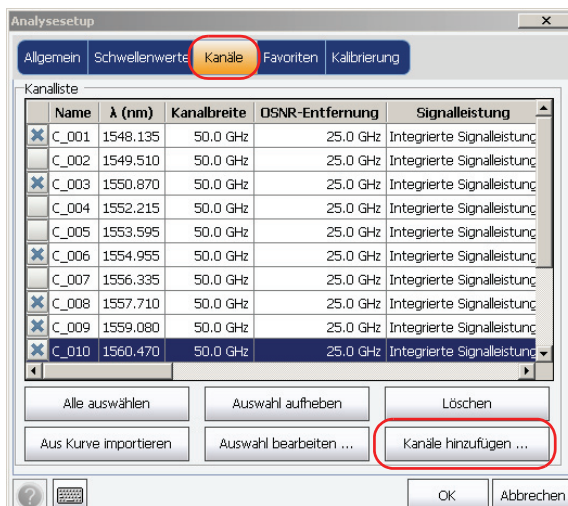 Analysesetup
Allgemein Schwellenwerte Kanäle Favoriten Kalibrierung
Kanalliste
Name λ (nm) Kanalbreite OSNR-Entfernung Signalleistung
C_001 1548.135 50.0 GHz 25.0 GHz Integrierte Signalleistung
C_002 1549.510 50.0 GHz 25.0 GHz Integrierte Signalleistung
C_003 1550.870 50.0 GHz 25.0 GHz Integrierte Signalleistung
C_004 1552.215 50.0 GHz 25.0 GHz Integrierte Signalleistung
C_005 1553.595 50.0 GHz 25.0 GHz Integrierte Signalleistung
C_006 1554.955 50.0 GHz 25.0 GHz Integrierte Signalleistung
C_007 1556.335 50.0 GHz 25.0 GHz Integrierte Signalleistung
C_008 1557.710 50.0 GHz 25.0 GHz Integrierte Signalleistung
C_009 1559.080 50.0 GHz 25.0 GHz Integrierte Signalleistung
C_010 1560.470 50.0 GHz 25.0 GHz Integrierte Signalleistung
Alle auswählen Auswahl aufheben Löschen
Aus Kurve importieren Auswahl bearbeiten ... Kanäle hinzufügen ...
? OK Abbrechen